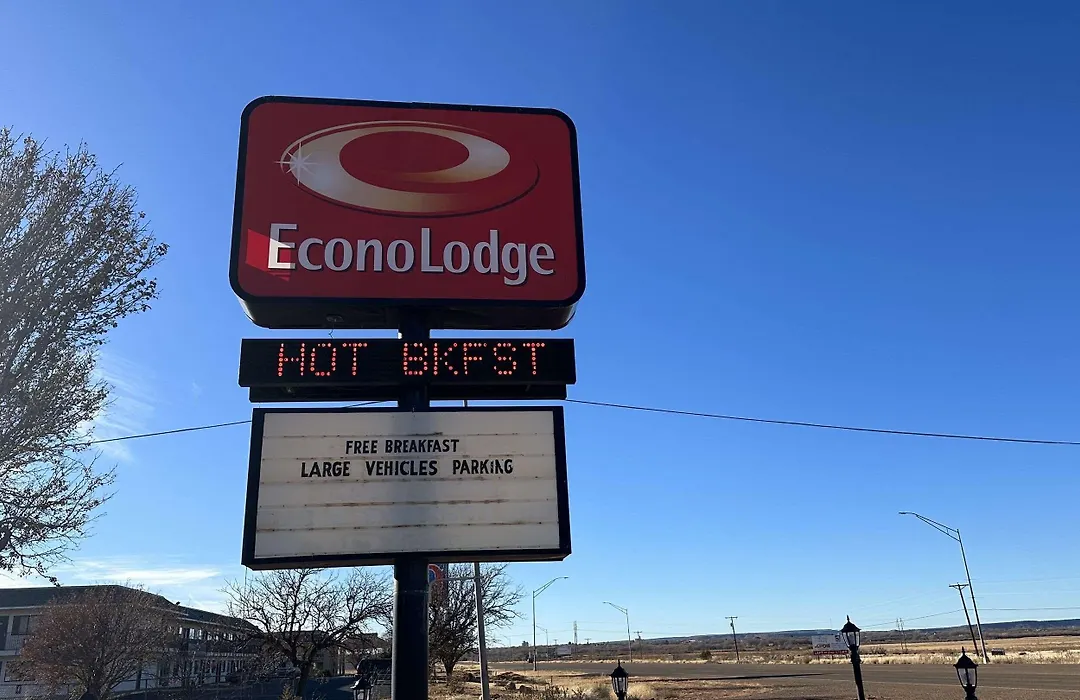 EconoLodge
HOT BKFST
FREE BREAKFAST
LARGE VEHICLES PARKING